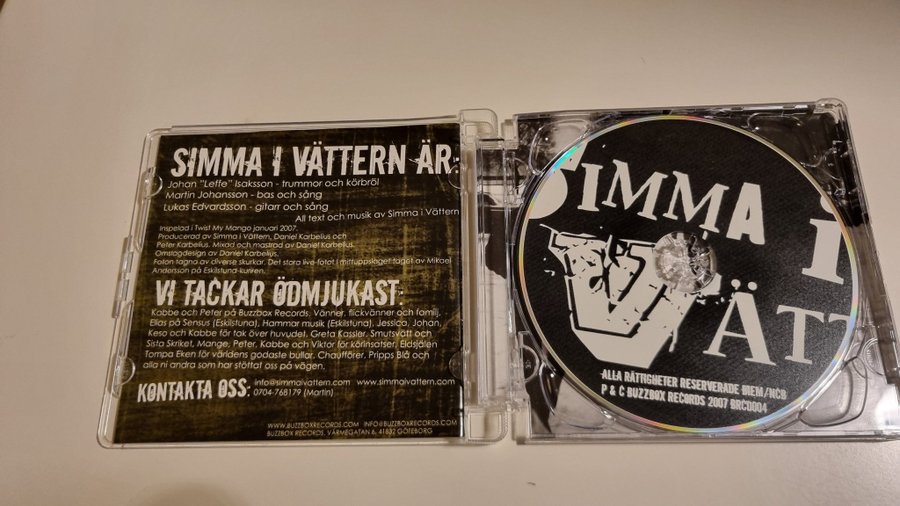 SIMMA I VÄTTERN ÄR:
Johan "Leffe" Isaksson - trummor och körbröl
Martin Johansson - bas och sång
Lukas Edvardsson - gitarr och sång
All text och musik av Simma i Vättern
Inspelad i Twist My Mango januari 2007.
Producerad av Simma i Vättern, Daniel Karbelius och
Peter Karbelius. Mixad och mastrad av Daniel Karbelius.
Omslagdesign av Daniel Karbelius.
Foton tagna av diverse skurkar. Det stora live-fotot i mittuppslaget taget av Mikael
Andersson på Eskilstuna-kuriren.
VI TACKAR ÖDMJUKAST:
Kabbe och Peter på Buzzbox Records. Vänner, flickvänner och familj.
Elias på Sensus (Eskilstuna), Hammar musik (Eskilstuna), Jessica, Johan,
Keso och Kabbe för tak över huvudet. Greta Kassler, Smutsvätt och
Sista Skriket, Mange, Peter, Kabbe och Viktor för körinsatser, Eldsjälen
Tompa Eken för världens godaste bullar. Chaufförer, Pripps Blå och
alla ni andra som har stöttat oss på vägen.
KONTAKTA OSS: info@simmaivattern.com www.simmaivattern.com
0704-768179 (Martin)
WWW.BUZZBOXRECORDS.COM INFO@BUZZBOXRECORDS.COM
BUZZBOX RECORDS, VÄRMEGATAN 6, 41832 GÖTEBORG
SIMMA i
VÄTT
ALLA RÄTTIGHETER RESERVERADE MEM/NCB
P & C BUZZBOX RECORDS 2007 BRCD004